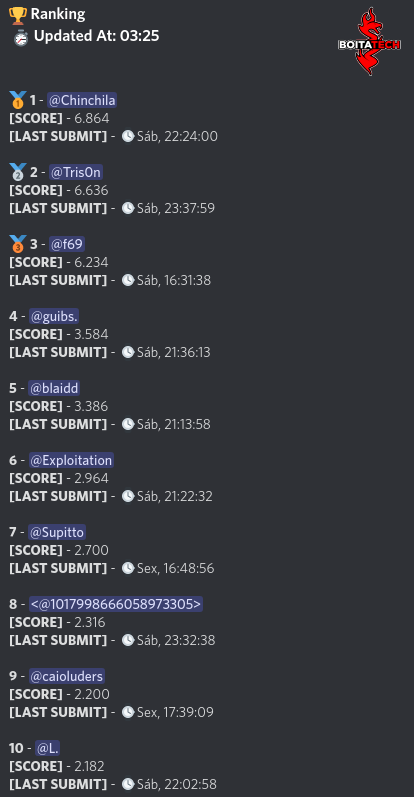 🏆 Ranking
⏱️ Updated At: 03:25
BOITATECH
🥇 1 - @Chinchila
[SCORE] - 6.864
[LAST SUBMIT] - 🕓 Sáb, 22:24:00
🥈 2 - @Tris0n
[SCORE] - 6.636
[LAST SUBMIT] - 🕓 Sáb, 23:37:59
🥉 3 - @f69
[SCORE] - 6.234
[LAST SUBMIT] - 🕓 Sáb, 16:31:38
4 - @guibs.
[SCORE] - 3.584
[LAST SUBMIT] - 🕓 Sáb, 21:36:13
5 - @blaidd
[SCORE] - 3.386
[LAST SUBMIT] - 🕓 Sáb, 21:13:58
6 - @Exploitation
[SCORE] - 2.964
[LAST SUBMIT] - 🕓 Sáb, 21:22:32
7 - @Supitto
[SCORE] - 2.700
[LAST SUBMIT] - 🕓 Sex, 16:48:56
8 - <@1017998666058973305>
[SCORE] - 2.316
[LAST SUBMIT] - 🕓 Sáb, 23:32:38
9 - @caioluders
[SCORE] - 2.200
[LAST SUBMIT] - 🕓 Sex, 17:39:09
10 - @L.
[SCORE] - 2.182
[LAST SUBMIT] - 🕓 Sáb, 22:02:58